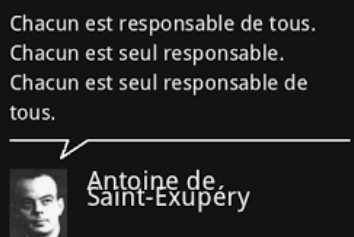 Chacun est responsable de tous.
Chacun est seul responsable.
Chacun est seul responsable de
tous.
Antoine de
Saint-Exupéry